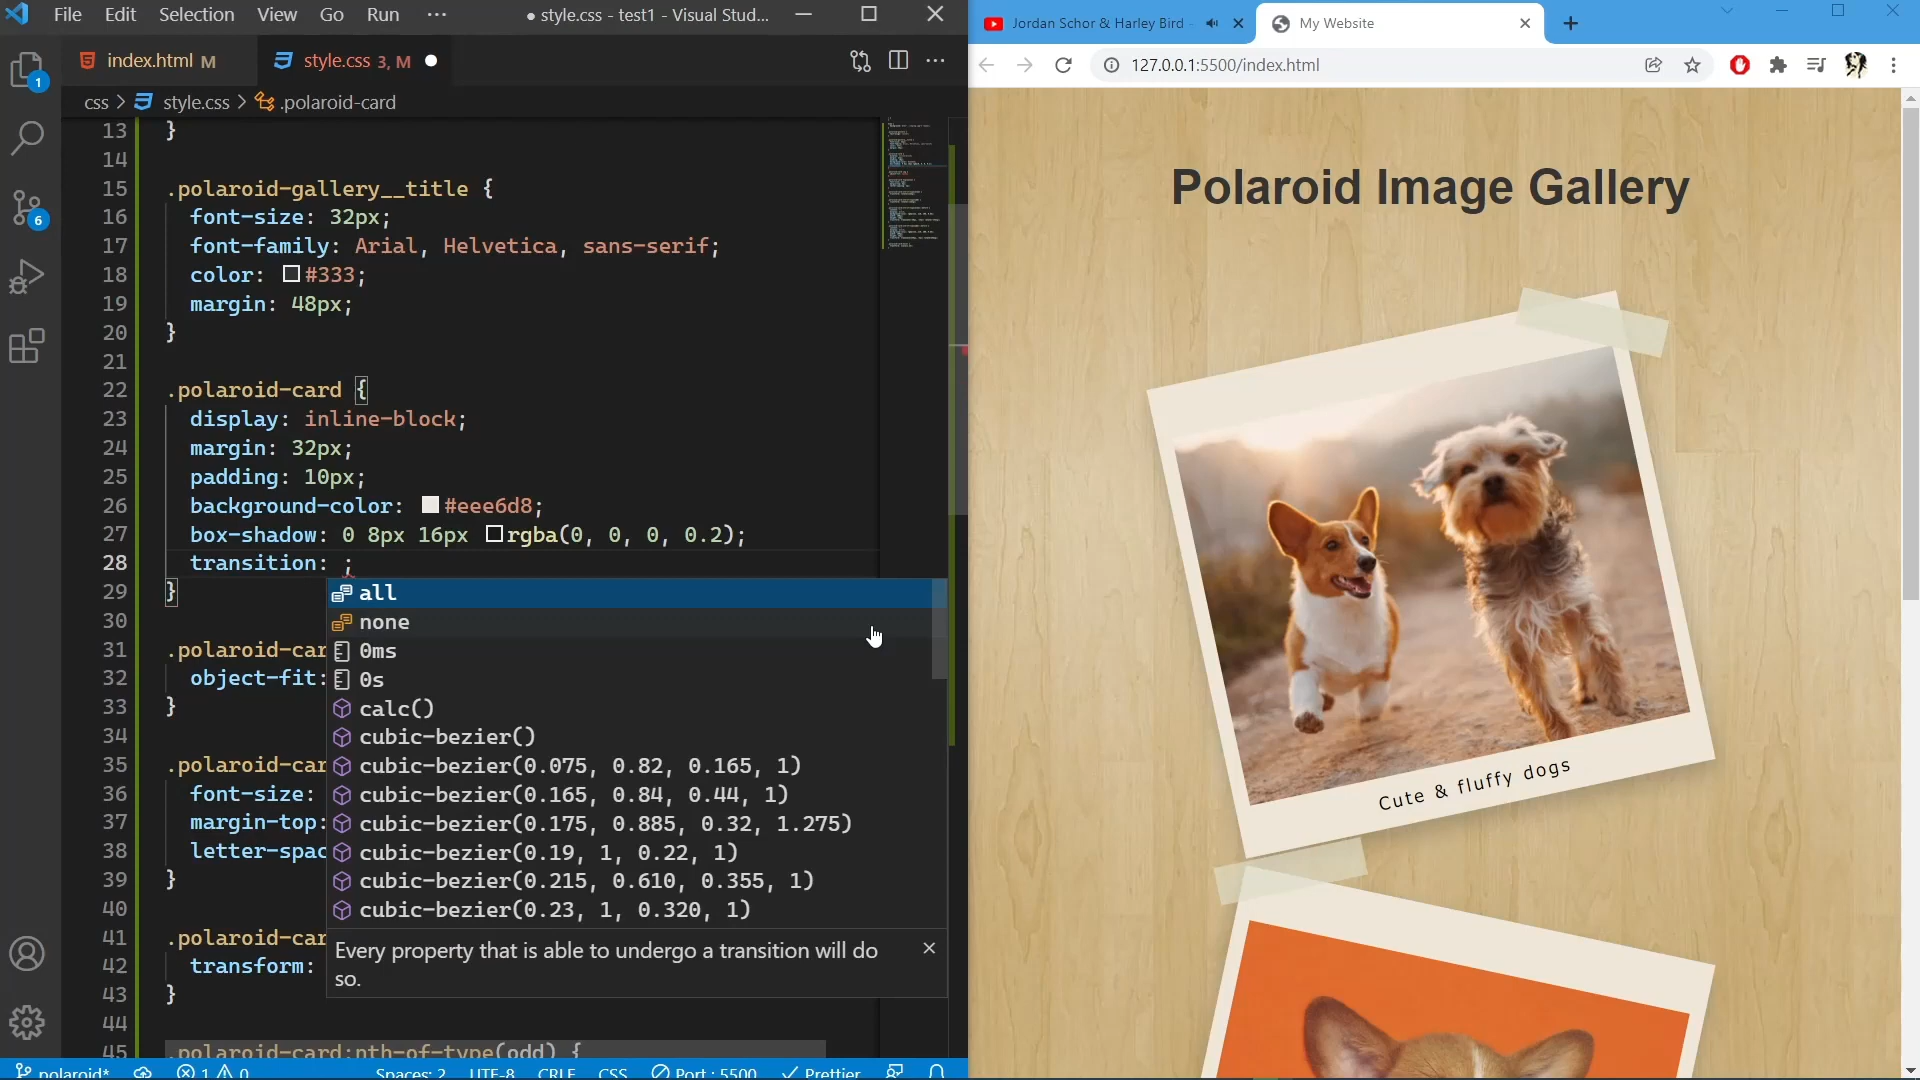 File Edit Selection View Go Run ··· ● style.css - test1 - Visual Stud...
index.html M style.css 3, M ●
css > style.css > .polaroid-card
13 }
14
15 .polaroid-gallery__title {
16 font-size: 32px;
17 font-family: Arial, Helvetica, sans-serif;
18 color: #333;
19 margin: 48px;
20 }
21
22 .polaroid-card {
23 display: inline-block;
24 margin: 32px;
25 padding: 10px;
26 background-color: #eee6d8;
27 box-shadow: 0 8px 16px rgba(0, 0, 0, 0.2);
28 transition: ;
29 }
30
31 .polaroid-car
32 object-fit:
33 }
34
35 .polaroid-car
36 font-size:
37 margin-top:
38 letter-spac
39 }
40
41 .polaroid-car
42 transform:
43 }
44
45 .polaroid-card:nth-of-type(odd) {
all
none
0ms
0s
calc()
cubic-bezier()
cubic-bezier(0.075, 0.82, 0.165, 1)
cubic-bezier(0.165, 0.84, 0.44, 1)
cubic-bezier(0.175, 0.885, 0.32, 1.275)
cubic-bezier(0.19, 1, 0.22, 1)
cubic-bezier(0.215, 0.610, 0.355, 1)
cubic-bezier(0.23, 1, 0.320, 1)
Every property that is able to undergo a transition will do
so.
1
6
polaroid* 1 0 Spaces: 2 UTF-8 CRLF CSS Port : 5500 Prettier
Jordan Schor & Harley Bird - My Website
127.0.0.1:5500/index.html
Polaroid Image Gallery
Cute & fluffy dogs